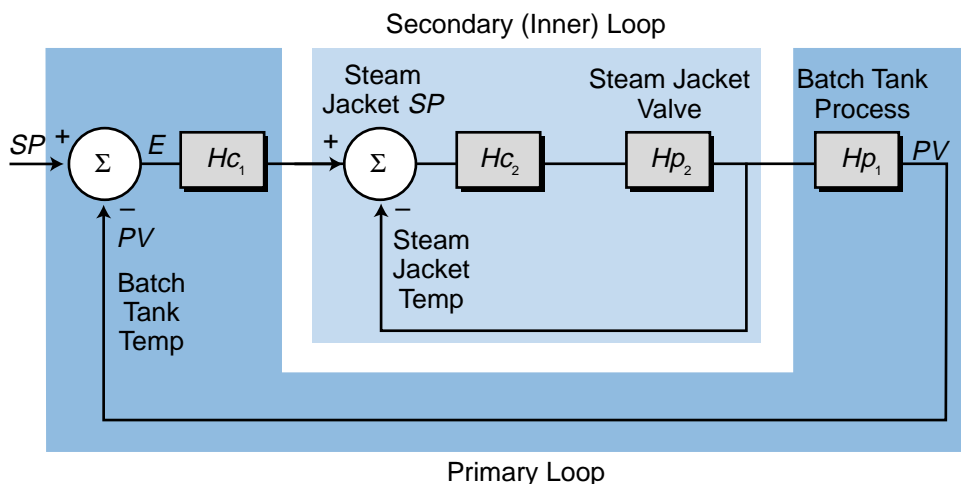 Secondary (Inner) Loop
Steam
Jacket SP
Steam Jacket
Valve
Batch Tank
Process
SP
+
Σ
E
Hc1
+
Σ
Hc2
Hp2
Hp1
PV
−
PV
Batch
Tank
Temp
−
Steam
Jacket
Temp
Primary Loop